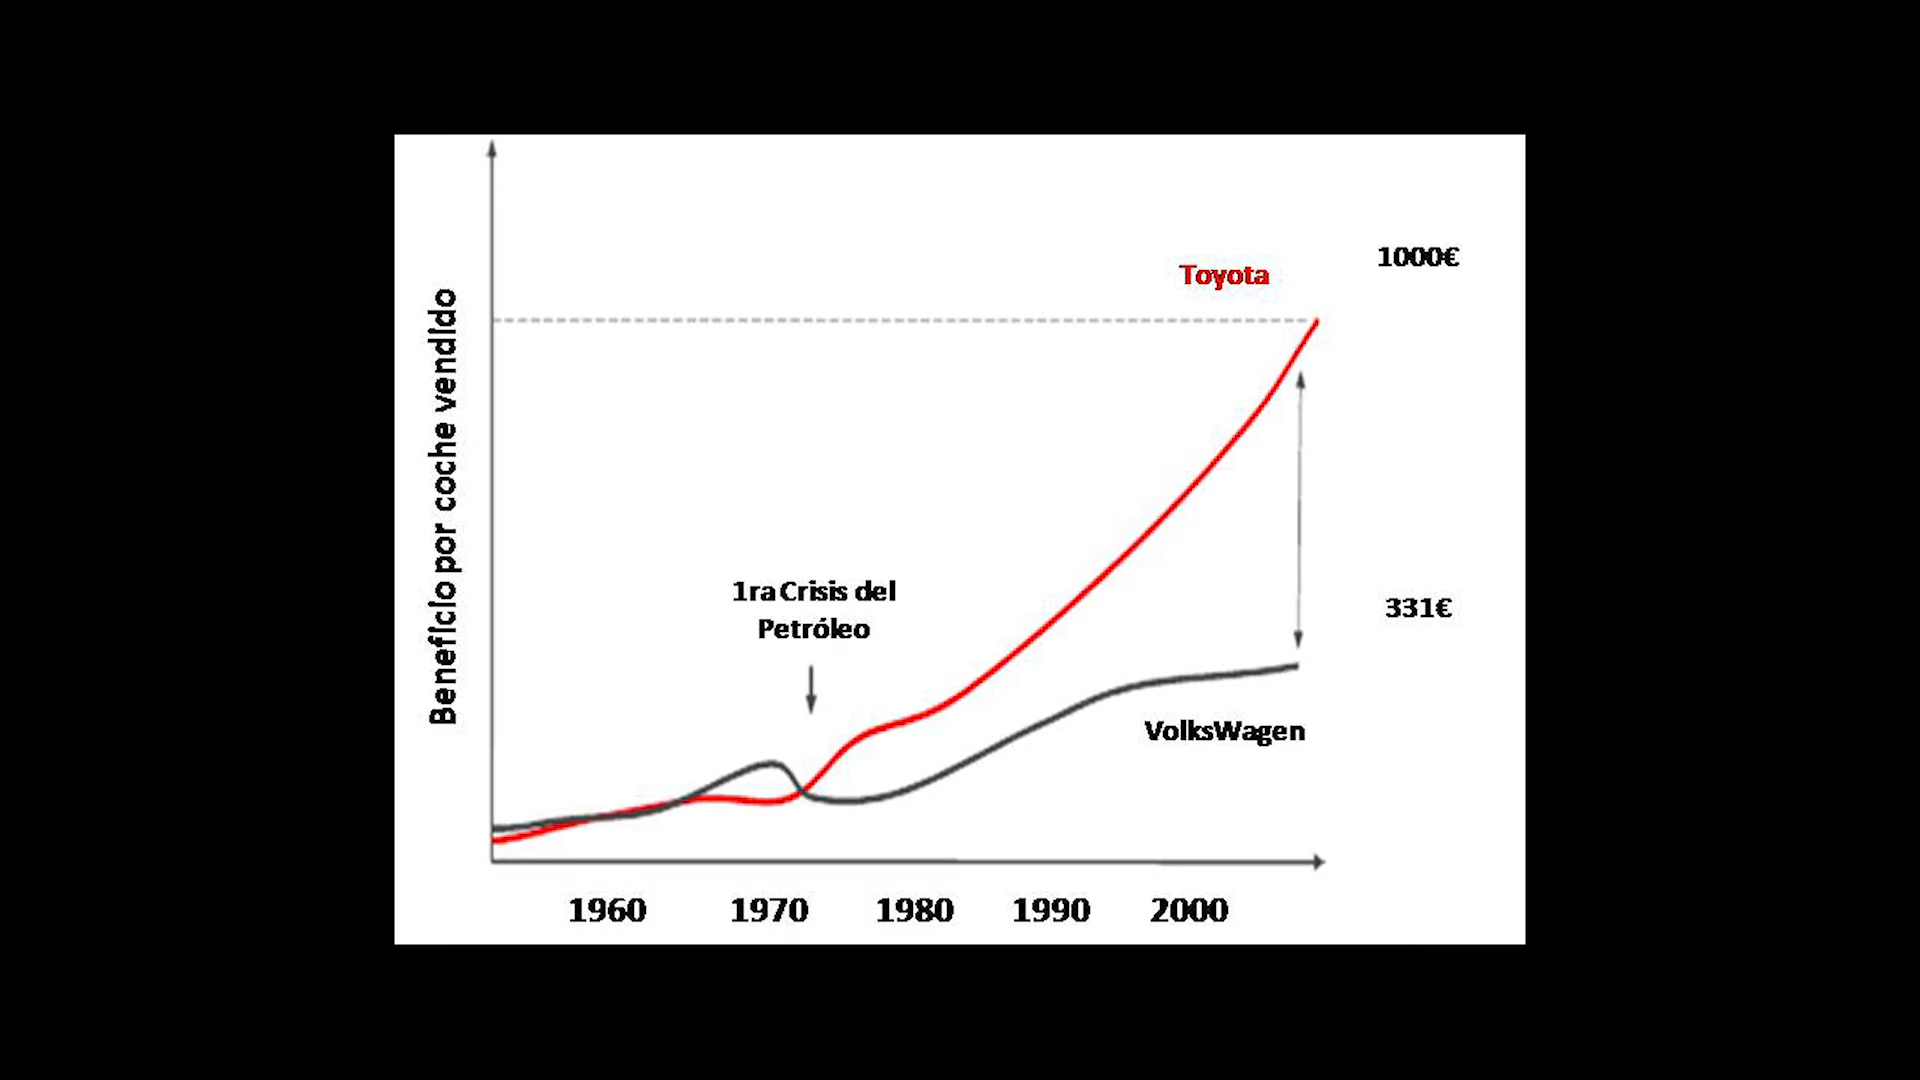 1000€
Toyota
Beneficio por coche vendido
1ra Crisis del
Petróleo
331€
VolksWagen
1960 1970 1980 1990 2000